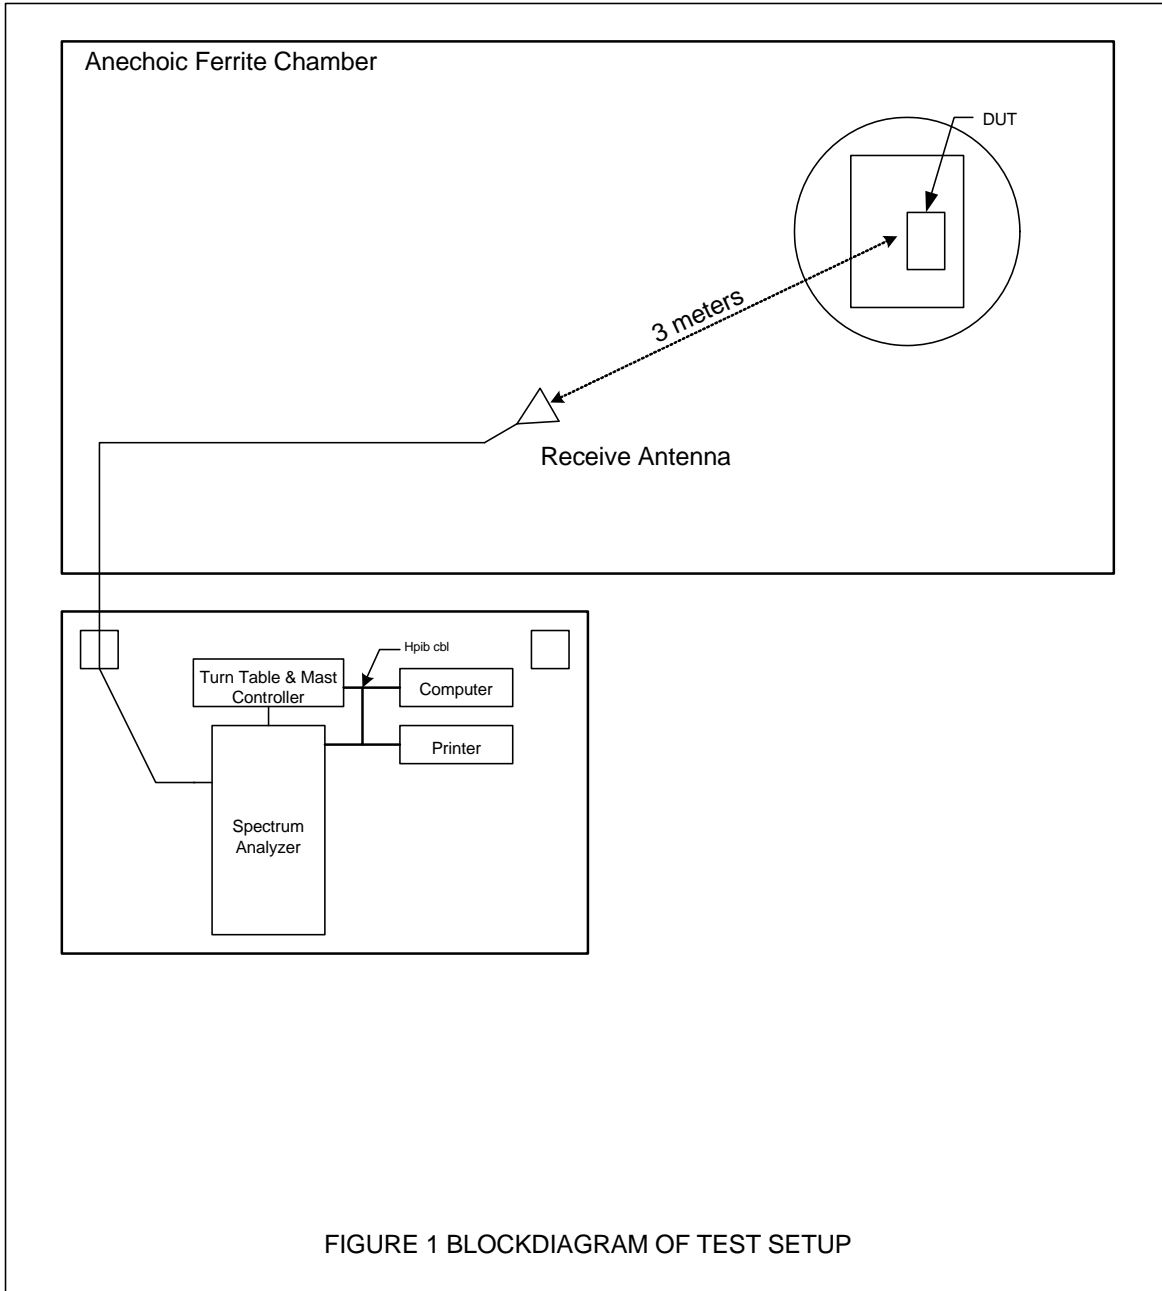 Anechoic Ferrite Chamber
DUT
3 meters
Receive Antenna
Hpib cbl
Turn Table & Mast
Controller
Computer
Printer
Spectrum
Analyzer
FIGURE 1 BLOCKDIAGRAM OF TEST SETUP